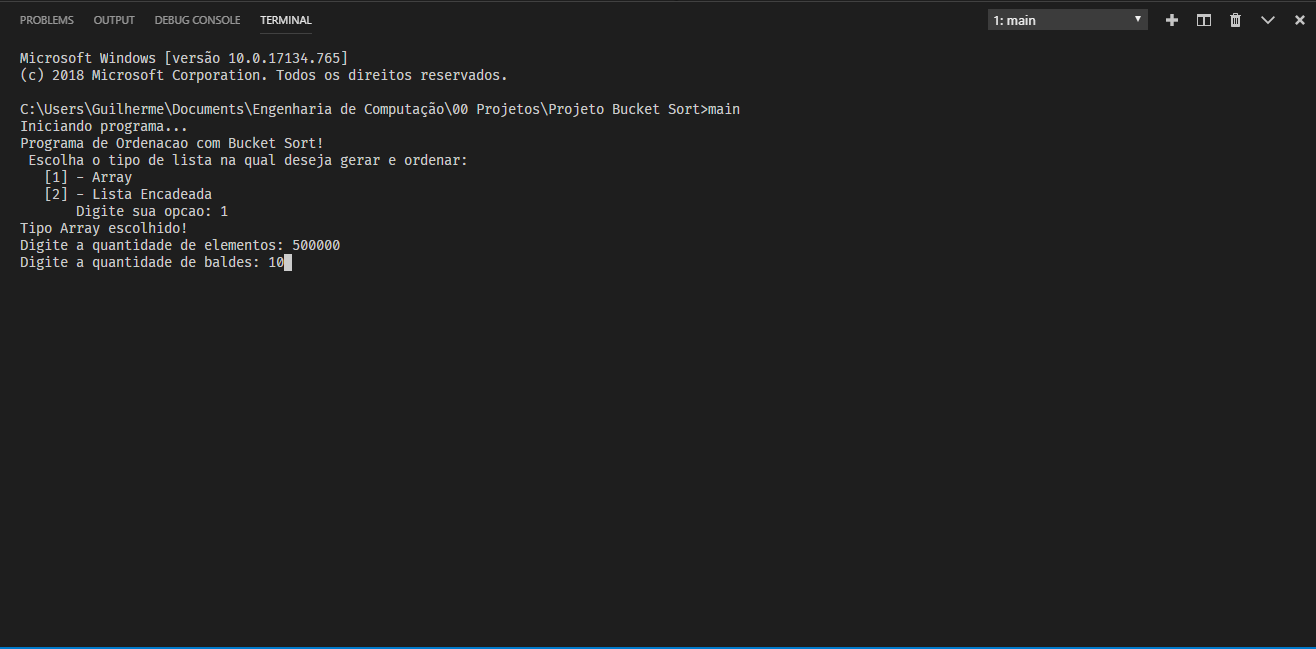 PROBLEMS OUTPUT DEBUG CONSOLE TERMINAL 1: main
Microsoft Windows [versão 10.0.17134.765]
(c) 2018 Microsoft Corporation. Todos os direitos reservados.
C:\Users\Guilherme\Documents\Engenharia de Computação\00 Projetos\Projeto Bucket Sort>main
Iniciando programa...
Programa de Ordenacao com Bucket Sort!
Escolha o tipo de lista na qual deseja gerar e ordenar:
[1] - Array
[2] - Lista Encadeada
Digite sua opcao: 1
Tipo Array escolhido!
Digite a quantidade de elementos: 500000
Digite a quantidade de baldes: 10